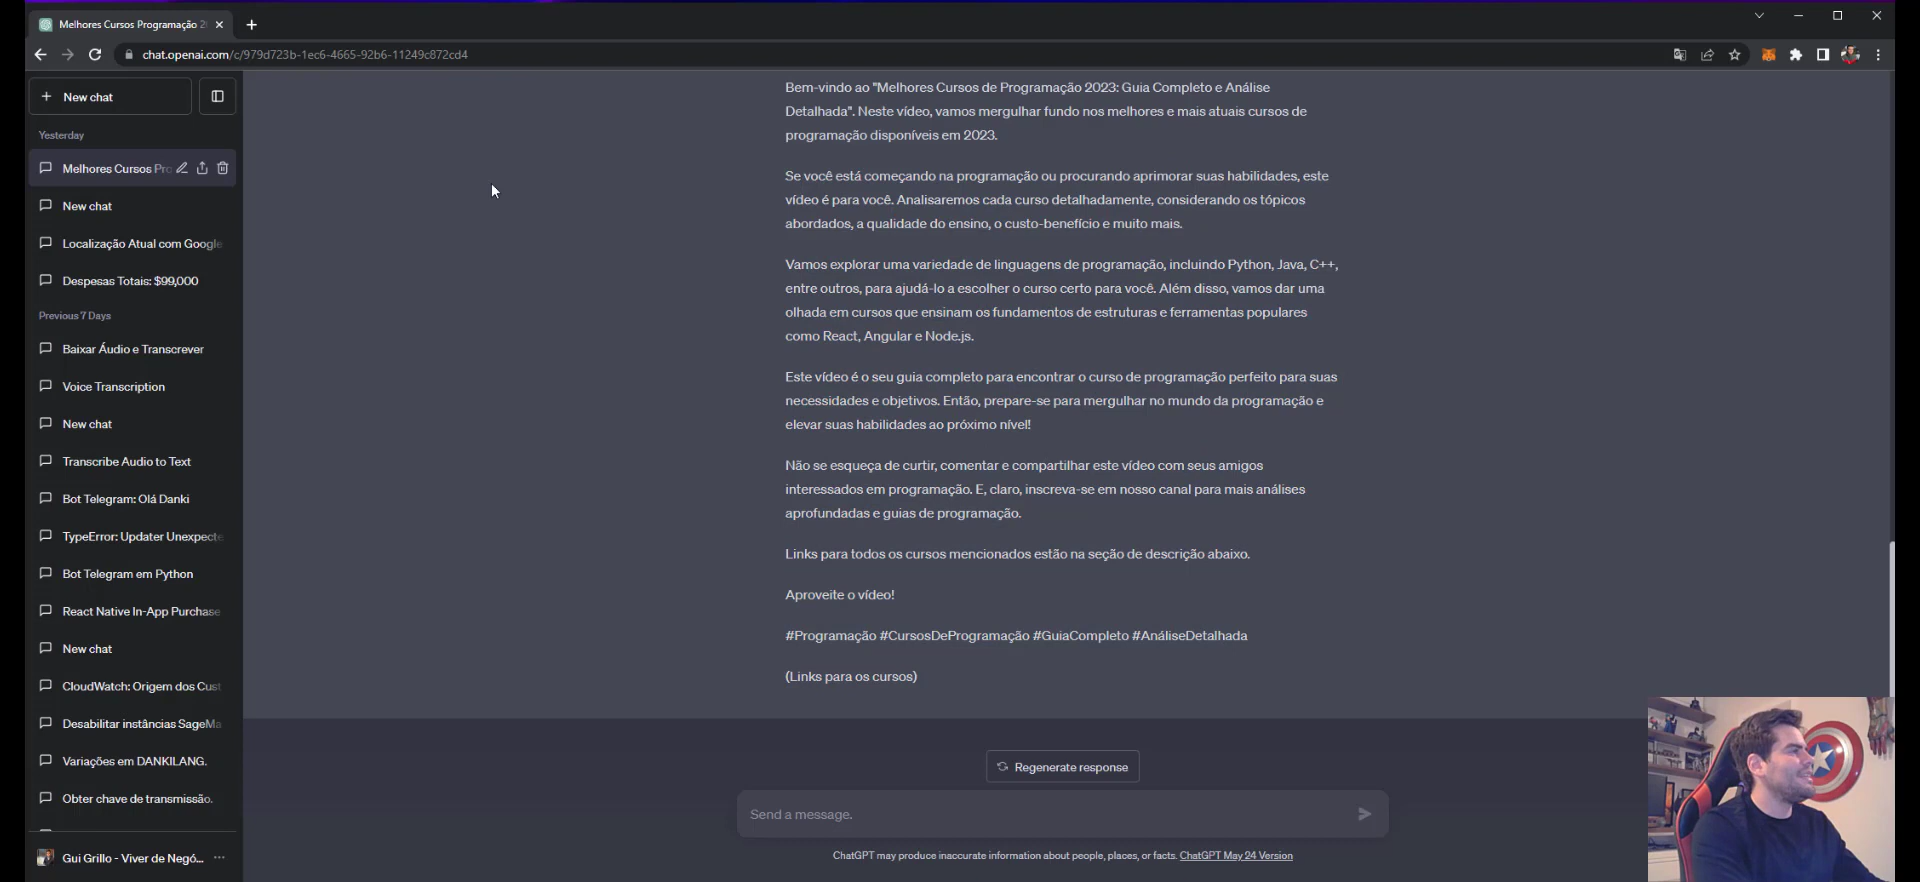 Melhores Cursos Programação 2
chat.openai.com/c/979d723b-1ec6-4665-92b6-11249c872cd4
New chat
Yesterday
Melhores Cursos Pro
New chat
Localização Atual com Google
Despesas Totais: $99,000
Previous 7 Days
Baixar Áudio e Transcrever
Voice Transcription
New chat
Transcribe Audio to Text
Bot Telegram: Olá Danki
TypeError: Updater Unexpecte
Bot Telegram em Python
React Native In-App Purchase
New chat
CloudWatch: Origem dos Cust
Desabilitar instâncias SageMa
Variações em DANKILANG.
Obter chave de transmissão.
Gui Grillo - Viver de Negó...
Bem-vindo ao "Melhores Cursos de Programação 2023: Guia Completo e Análise
Detalhada". Neste vídeo, vamos mergulhar fundo nos melhores e mais atuais cursos de
programação disponíveis em 2023.
Se você está começando na programação ou procurando aprimorar suas habilidades, este
vídeo é para você. Analisaremos cada curso detalhadamente, considerando os tópicos
abordados, a qualidade do ensino, o custo-benefício e muito mais.
Vamos explorar uma variedade de linguagens de programação, incluindo Python, Java, C++,
entre outros, para ajudá-lo a escolher o curso certo para você. Além disso, vamos dar uma
olhada em cursos que ensinam os fundamentos de estruturas e ferramentas populares
como React, Angular e Node.js.
Este vídeo é o seu guia completo para encontrar o curso de programação perfeito para suas
necessidades e objetivos. Então, prepare-se para mergulhar no mundo da programação e
elevar suas habilidades ao próximo nível!
Não se esqueça de curtir, comentar e compartilhar este vídeo com seus amigos
interessados em programação. E, claro, inscreva-se em nosso canal para mais análises
aprofundadas e guias de programação.
Links para todos os cursos mencionados estão na seção de descrição abaixo.
Aproveite o vídeo!
#Programação #CursosDeProgramação #GuiaCompleto #AnáliseDetalhada
(Links para os cursos)
Regenerate response
Send a message.
ChatGPT may produce inaccurate information about people, places, or facts. ChatGPT May 24 Version